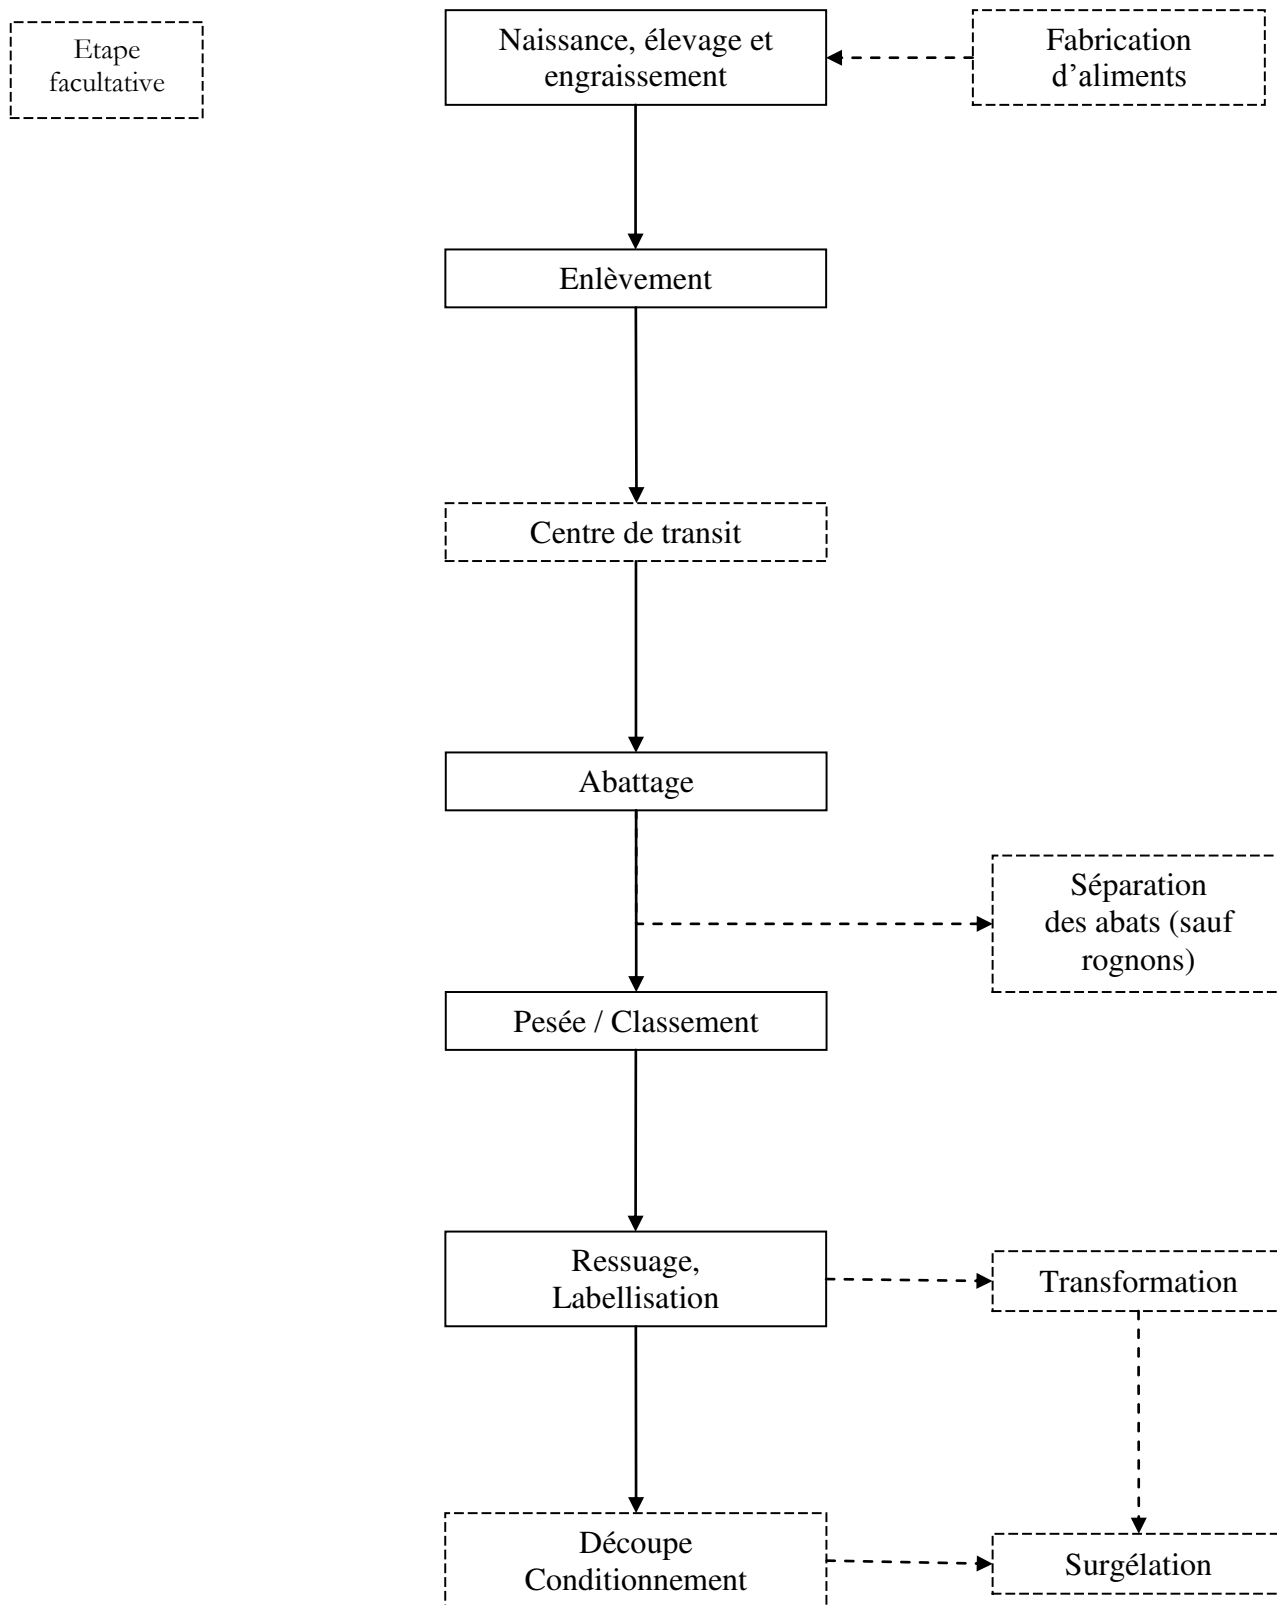 Etape
facultative
Naissance, élevage et
engraissement
Fabrication
d’aliments
Enlèvement
Centre de transit
Abattage
Séparation
des abats (sauf
rognons)
Pesée / Classement
Ressuage,
Labellisation
Transformation
Découpe
Conditionnement
Surgélation